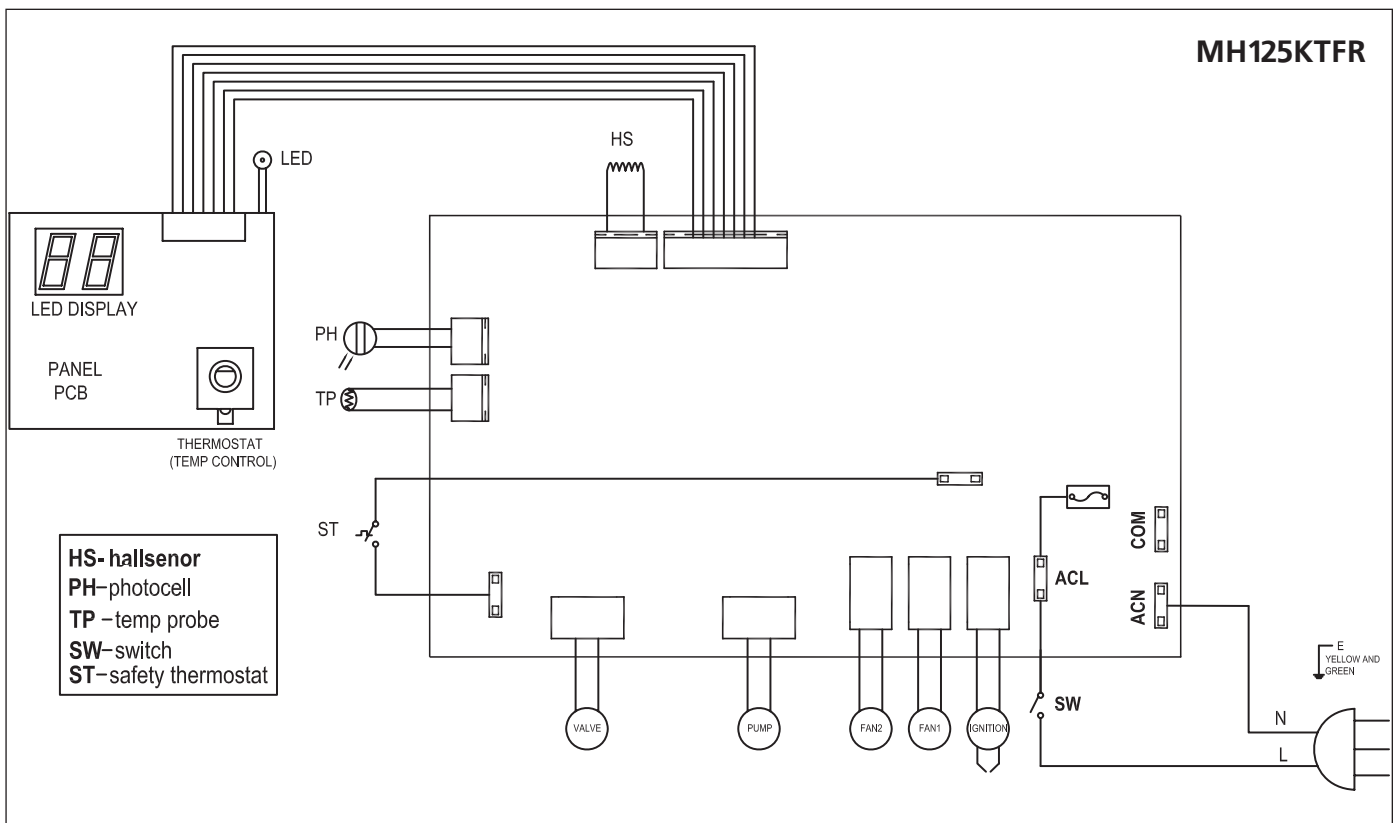 MH125KTFR
LED
HS
LED DISPLAY
PANEL
PCB
THERMOSTAT
(TEMP CONTROL)
PH
TP
ST
COM
ACL
ACN
HS- hallsenor
PH-photocell
TP -temp probe
SW-switch
ST-safety thermostat
E
YELLOW AND
GREEN
SW
VALVE
PUMP
FAN2
FAN1
IGNITION
N
L